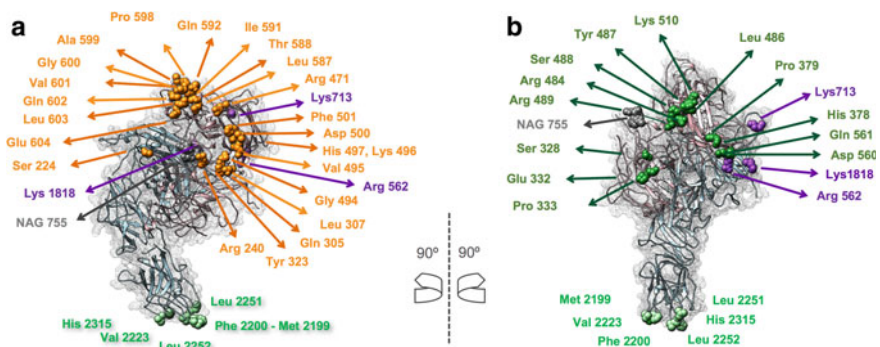 a
Pro 598
Gln 592
Ile 591
Thr 588
Leu 587
Arg 471
Lys713
Phe 501
Asp 500
His 497, Lys 496
Val 495
Arg 562
Gly 494
Leu 307
Gln 305
Tyr 323
Arg 240
Ala 599
Gly 600
Val 601
Gln 602
Leu 603
Glu 604
Ser 224
Lys 1818
NAG 755
Leu 2251
Phe 2200 - Met 2199
His 2315
Val 2223
Leu 2252
90º
90º
b
Lys 510
Tyr 487
Leu 486
Ser 488
Pro 379
Arg 484
Arg 489
Lys713
NAG 755
His 378
Gln 561
Ser 328
Asp 560
Glu 332
Lys1818
Arg 562
Pro 333
Met 2199
Leu 2251
Val 2223
His 2315
Phe 2200
Leu 2252